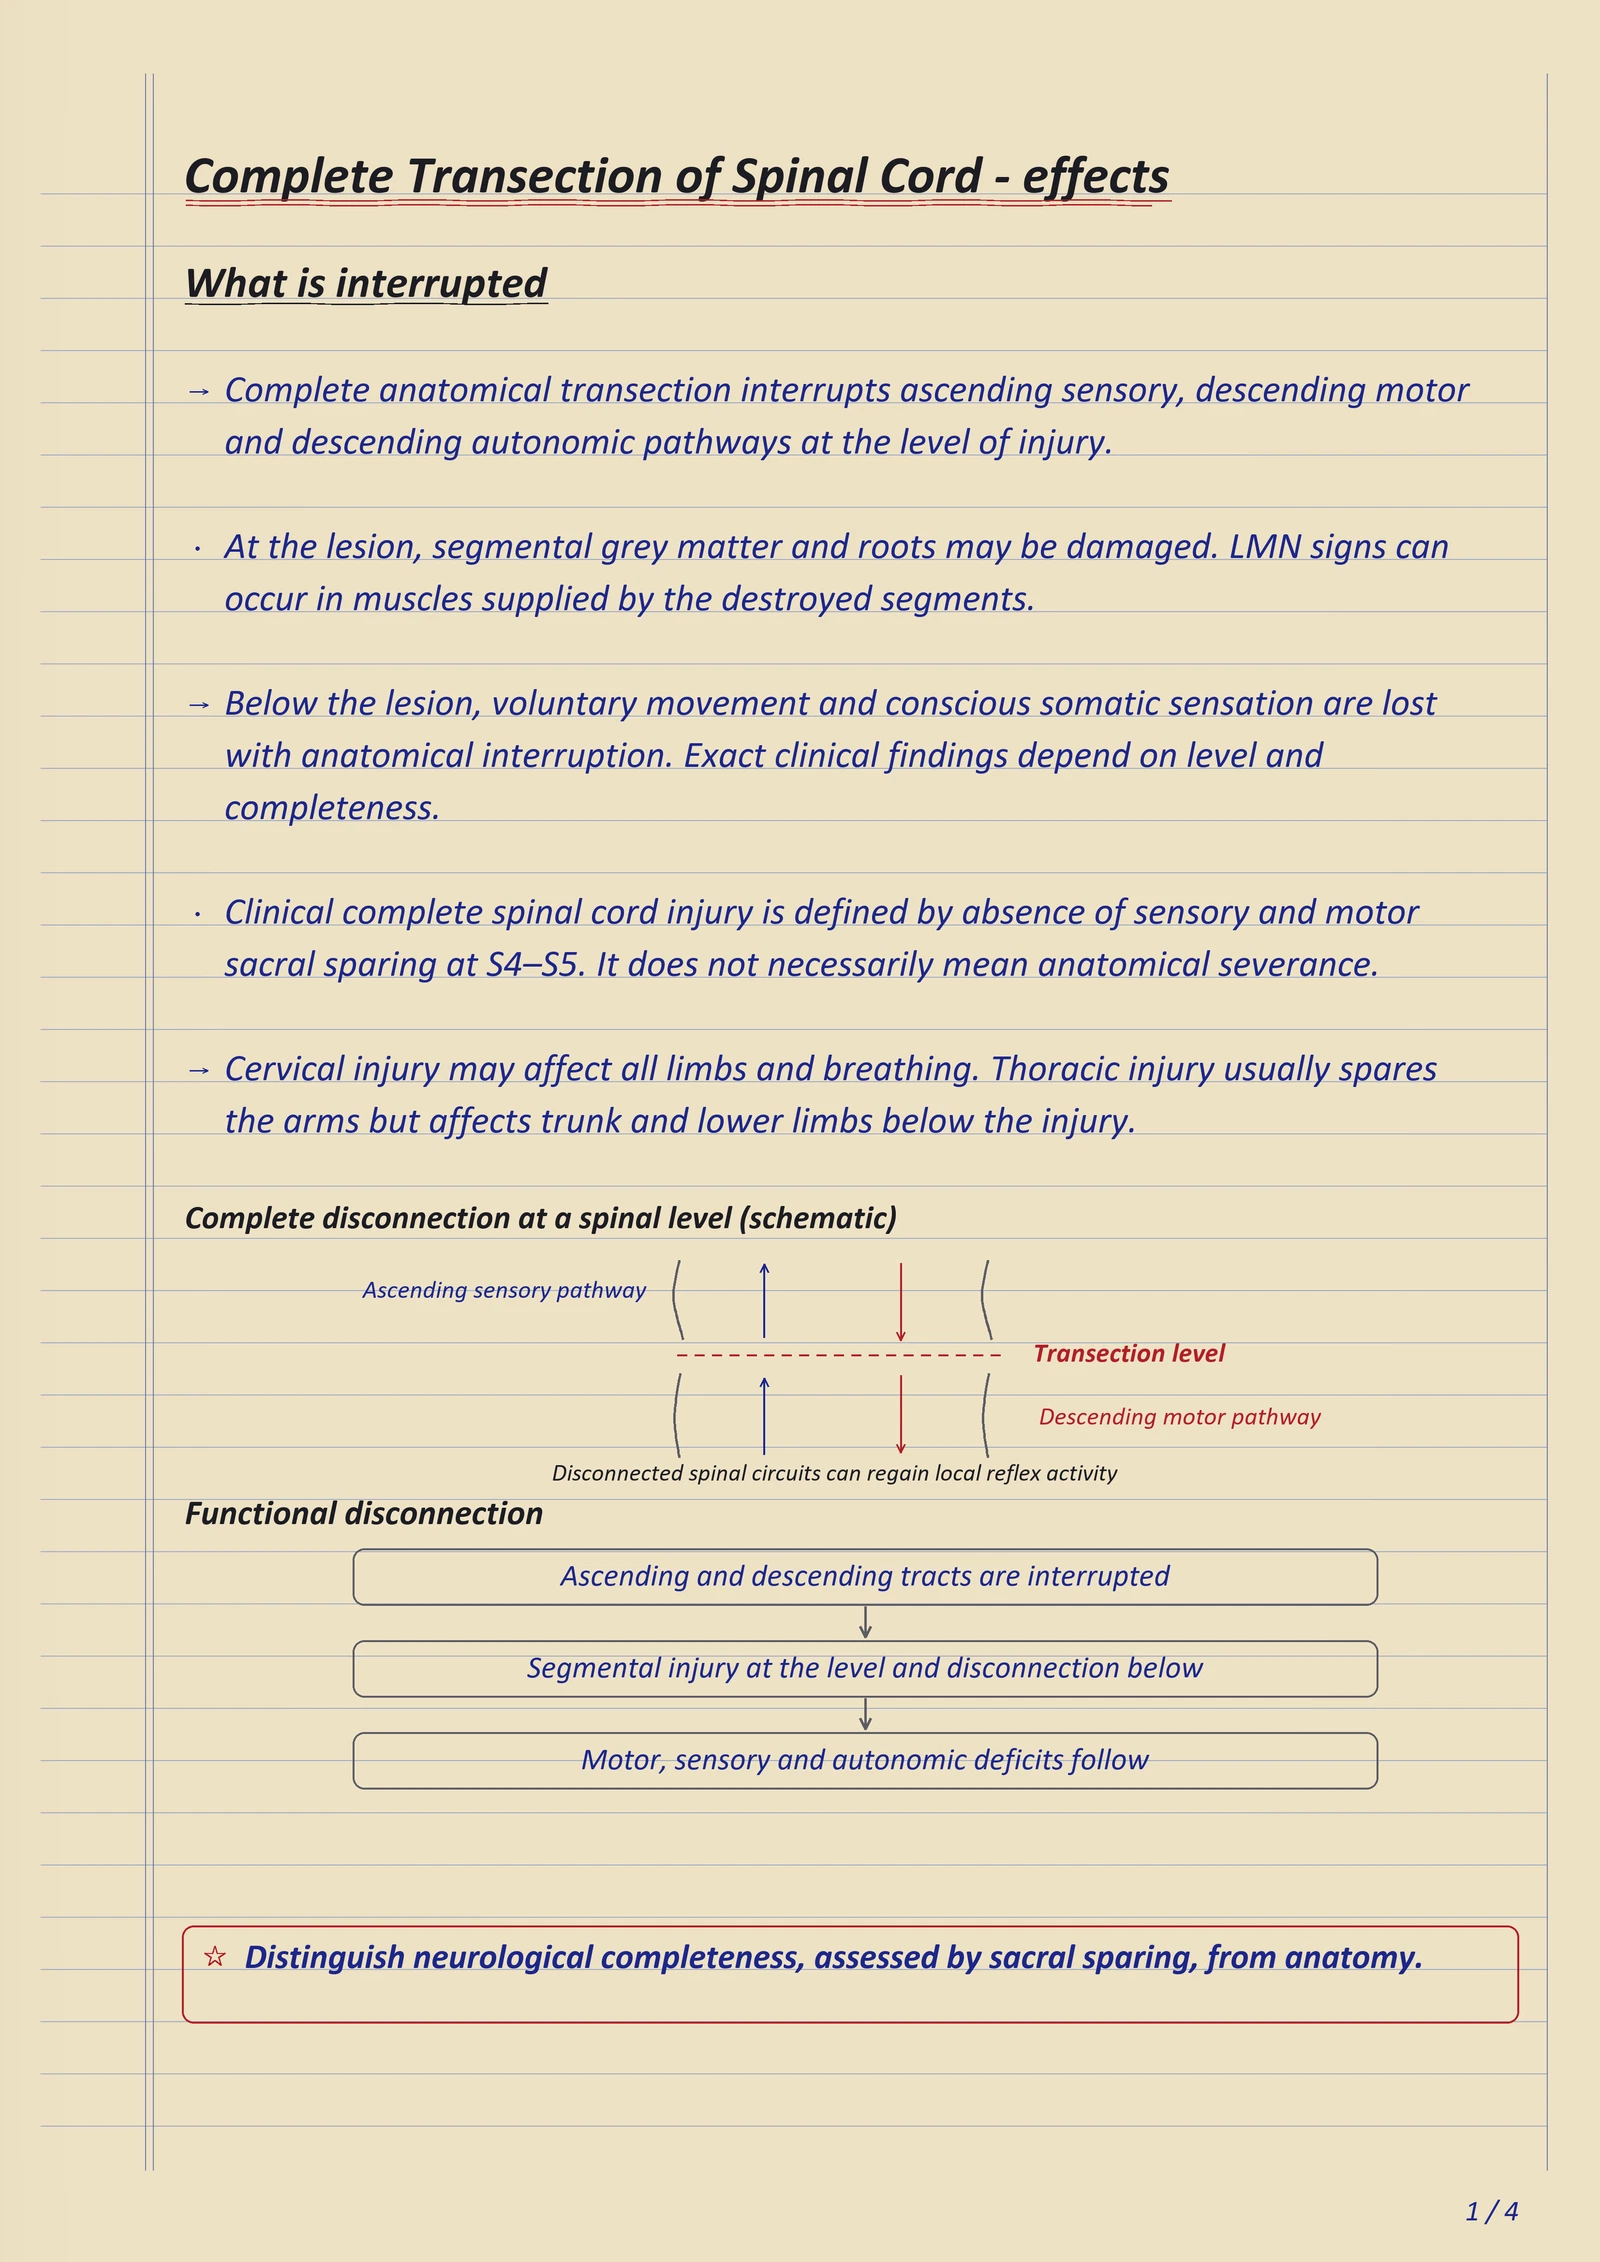 Complete Transection of Spinal Cord - effects
What is interrupted
→ Complete anatomical transection interrupts ascending sensory, descending motor
and descending autonomic pathways at the level of injury.
· At the lesion, segmental grey matter and roots may be damaged. LMN signs can
occur in muscles supplied by the destroyed segments.
→ Below the lesion, voluntary movement and conscious somatic sensation are lost
with anatomical interruption. Exact clinical findings depend on level and
completeness.
· Clinical complete spinal cord injury is defined by absence of sensory and motor
sacral sparing at S4–S5. It does not necessarily mean anatomical severance.
→ Cervical injury may affect all limbs and breathing. Thoracic injury usually spares
the arms but affects trunk and lower limbs below the injury.
Complete disconnection at a spinal level (schematic)
Ascending sensory pathway
Transection level
Descending motor pathway
Disconnected spinal circuits can regain local reflex activity
Functional disconnection
Ascending and descending tracts are interrupted
Segmental injury at the level and disconnection below
Motor, sensory and autonomic deficits follow
☆ Distinguish neurological completeness, assessed by sacral sparing, from anatomy.
1 / 4